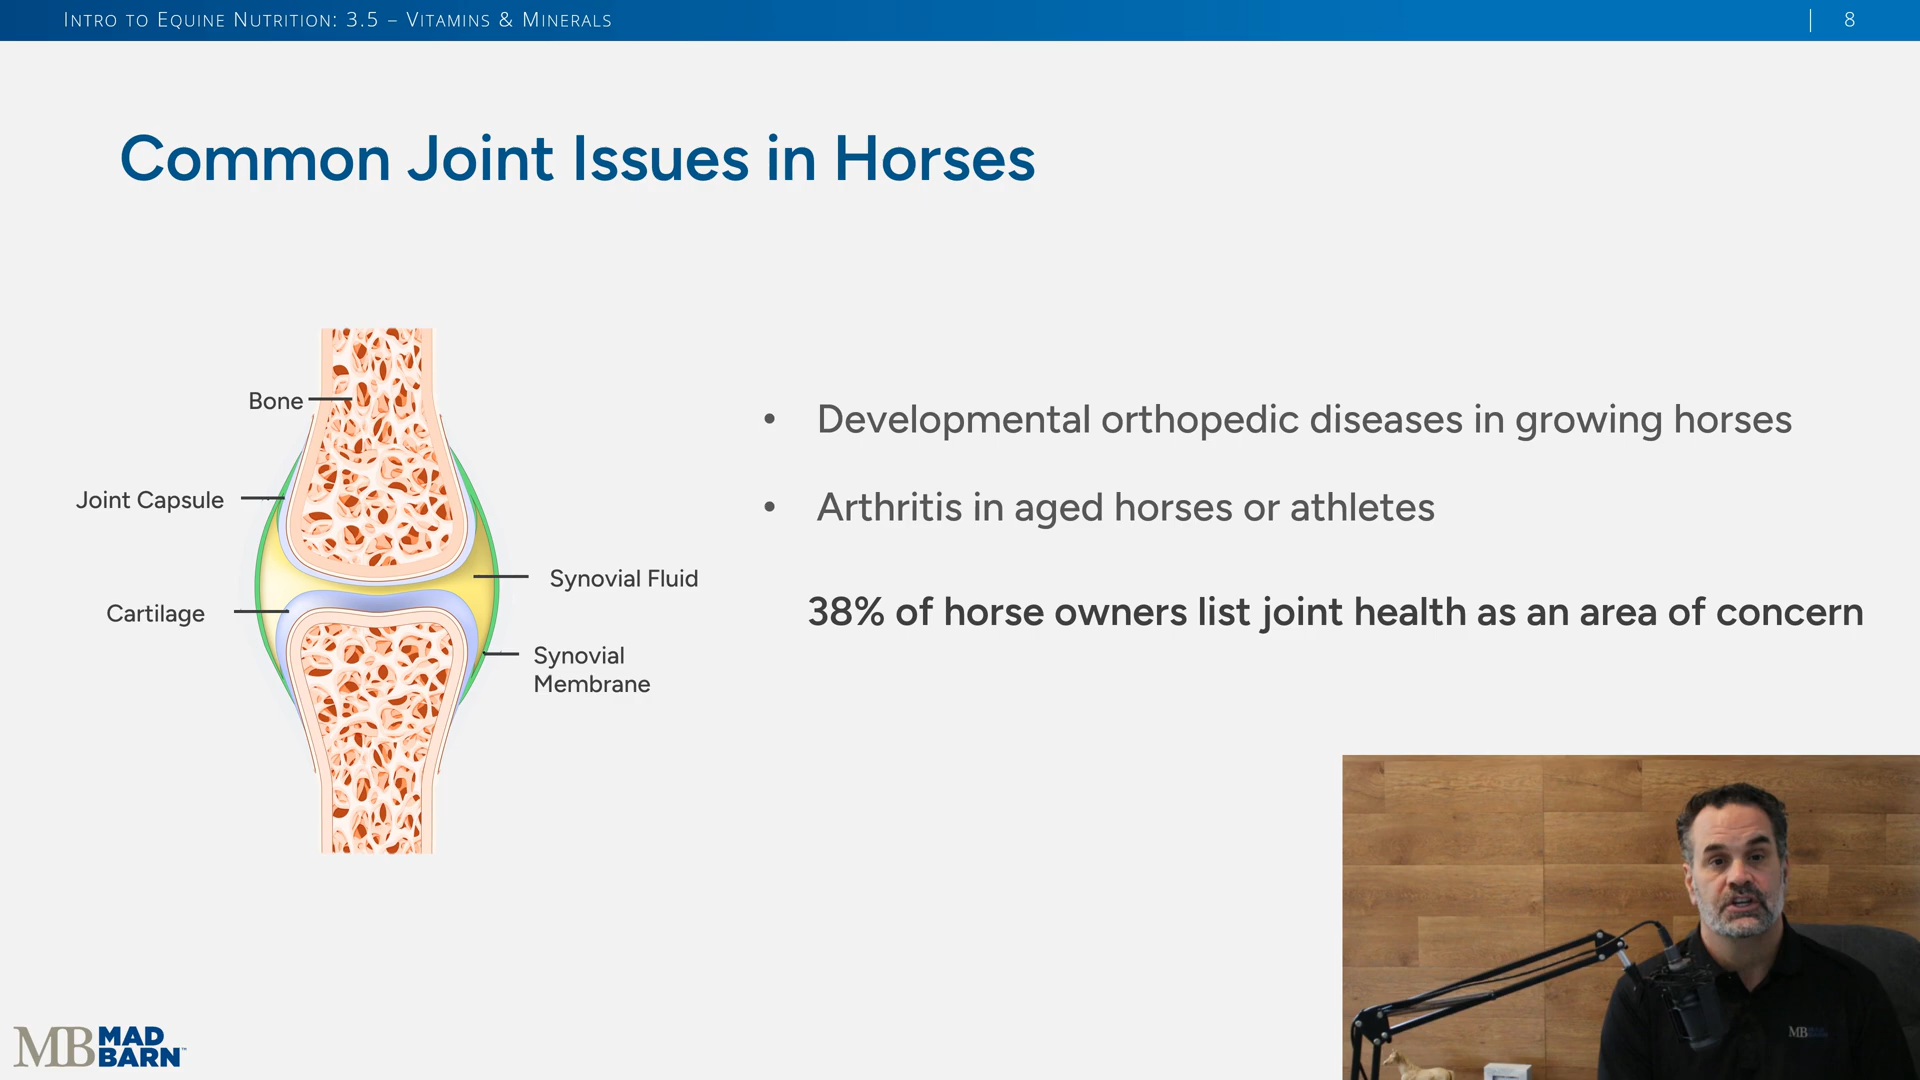 INTRO TO EQUINE NUTRITION: 3.5 – VITAMINS & MINERALS
8
Common Joint Issues in Horses
Bone
Joint Capsule
Cartilage
Synovial Fluid
Synovial
Membrane
• Developmental orthopedic diseases in growing horses
• Arthritis in aged horses or athletes
38% of horse owners list joint health as an area of concern
MB MAD
BARN™
MB